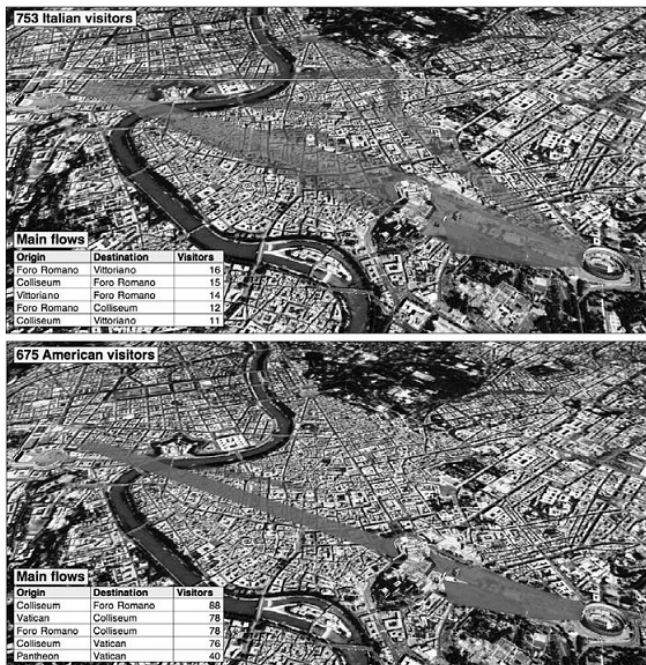 753 Italian visitors
Main flows
Origin Destination Visitors
Foro Romano Vittoriano 16
Colliseum Foro Romano 15
Vittoriano Foro Romano 14
Foro Romano Colliseum 12
Colliseum Vittoriano 11
675 American visitors
Main flows
Origin Destination Visitors
Colliseum Foro Romano 88
Vatican Colliseum 78
Foro Romano Colliseum 78
Colliseum Vatican 76
Pantheon Vatican 40